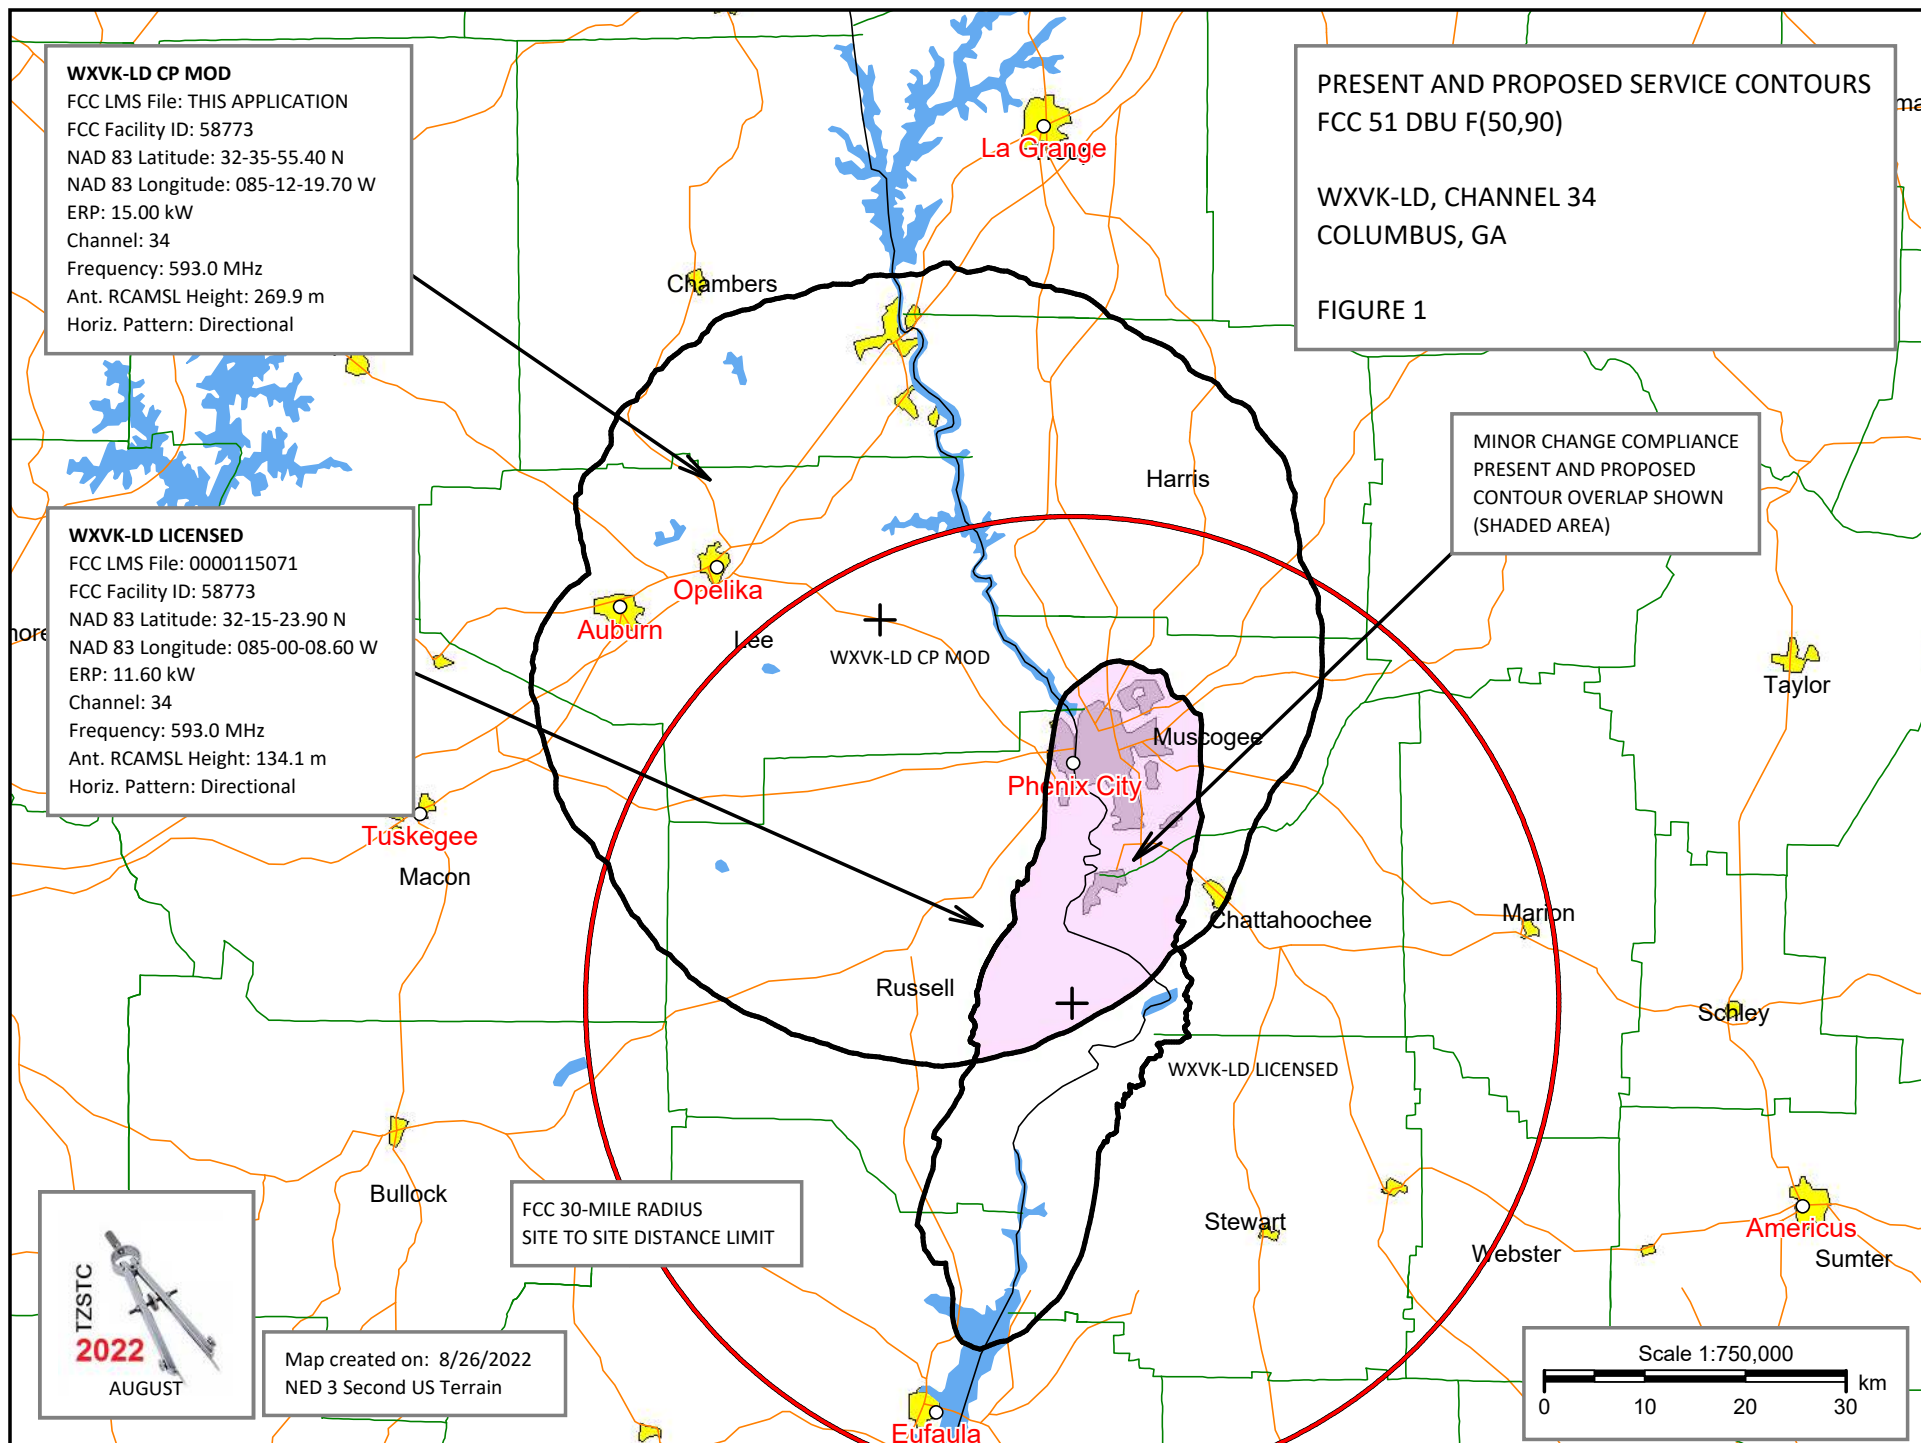 WXVK-LD CP MOD
FCC LMS File: THIS APPLICATION
FCC Facility ID: 58773
NAD 83 Latitude: 32-35-55.40 N
NAD 83 Longitude: 085-12-19.70 W
ERP: 15.00 kW
Channel: 34
Frequency: 593.0 MHz
Ant. RCAMSL Height: 269.9 m
Horiz. Pattern: Directional
PRESENT AND PROPOSED SERVICE CONTOURS
FCC 51 DBU F(50,90)
WXVK-LD, CHANNEL 34
COLUMBUS, GA
FIGURE 1
La Grange
Chambers
MINOR CHANGE COMPLIANCE
PRESENT AND PROPOSED
CONTOUR OVERLAP SHOWN
(SHADED AREA)
Harris
WXVK-LD LICENSED
FCC LMS File: 0000115071
FCC Facility ID: 58773
NAD 83 Latitude: 32-15-23.90 N
NAD 83 Longitude: 085-00-08.60 W
ERP: 11.60 kW
Channel: 34
Frequency: 593.0 MHz
Ant. RCAMSL Height: 134.1 m
Horiz. Pattern: Directional
Opelika
Auburn
Lee
WXVK-LD CP MOD
Taylor
Muscogee
Phenix City
Tuskegee
Macon
Chattahoochee
Marion
Russell
Schley
WXVK-LD LICENSED
Bullock
FCC 30-MILE RADIUS
SITE TO SITE DISTANCE LIMIT
Stewart
Webster
Americus
Sumter
TZSTC
2022
AUGUST
Map created on: 8/26/2022
NED 3 Second US Terrain
Eufaula
Scale 1:750,000
km
0 10 20 30